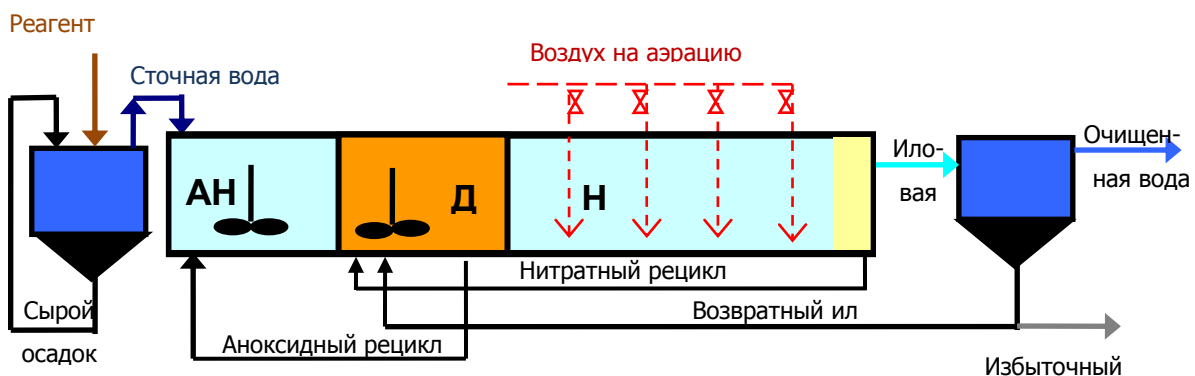 Реагент
Сточная вода
Воздух на аэрацию
АН
Д
Н
Ило-
вая
Очищен-
ная вода
Нитратный рецикл
Возвратный ил
Аноксидный рецикл
Сырой
осадок
Избыточный